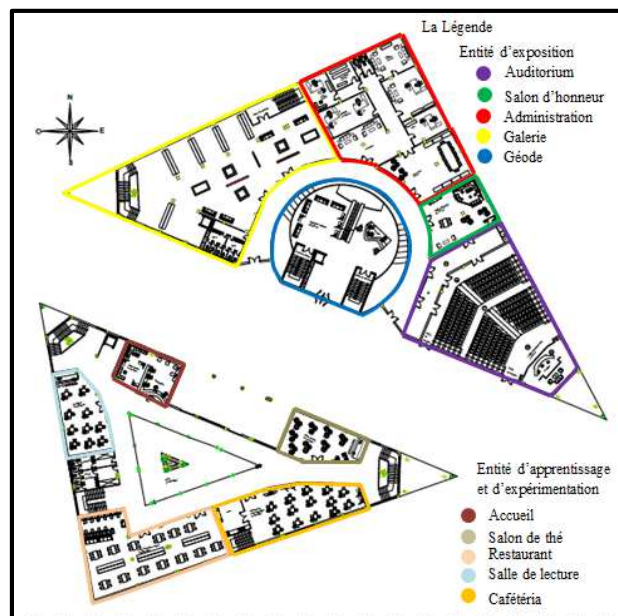 La Légende
Entité d'exposition
Auditorium
Salon d'honneur
Administration
Galerie
Géode
N
O
E
S
Entité d'apprentissage
et d'expérimentation
Accueil
Salon de thé
Restaurant
Salle de lecture
Cafétéria